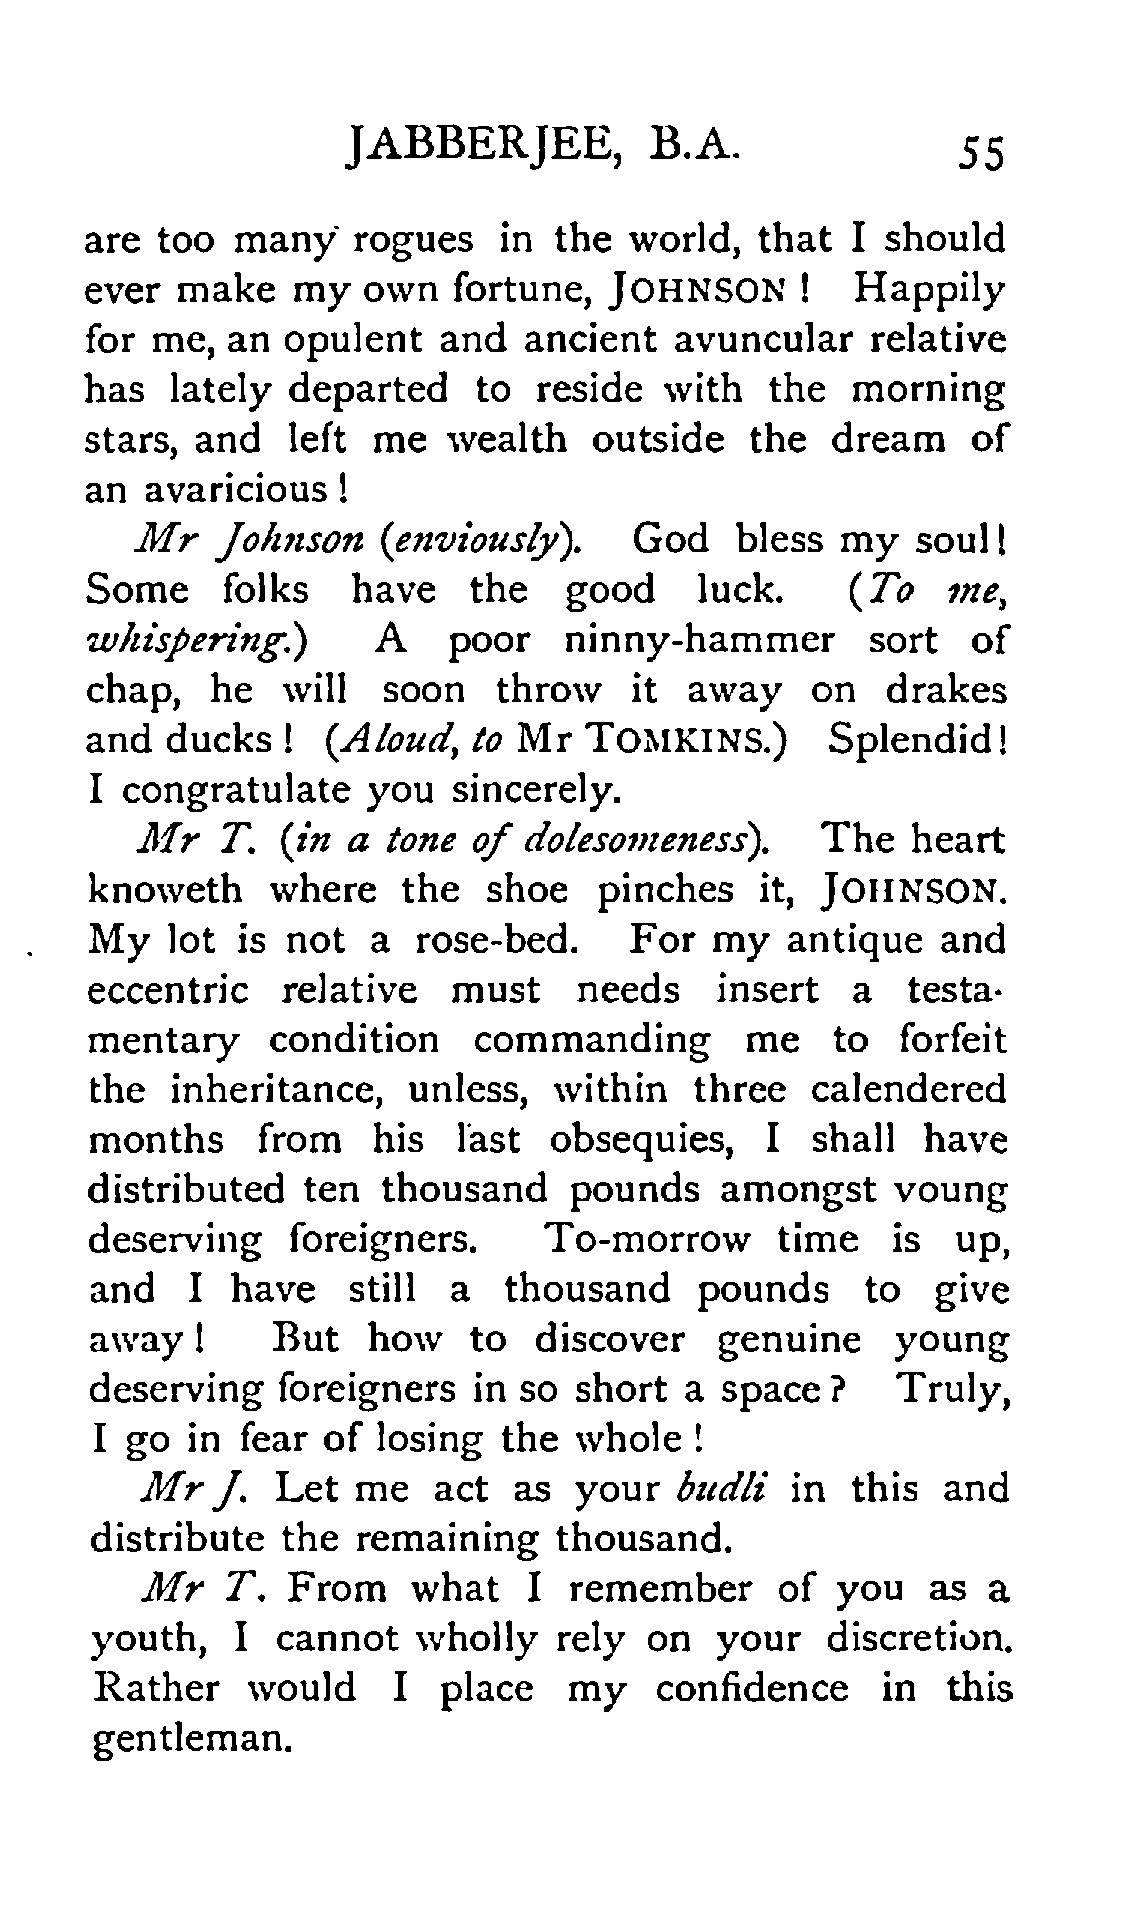 JABBERJEE, B.A. 55
are too many rogues in the world, that I should
ever make my own fortune, JOHNSON! Happily
for me, an opulent and ancient avuncular relative
has lately departed to reside with the morning
stars, and left me wealth outside the dream of
an avaricious!
Mr Johnson (enviously). God bless my soul!
Some folks have the good luck. (To me,
whispering.) A poor ninny-hammer sort of
chap, he will soon throw it away on drakes
and ducks! (Aloud, to Mr TOMKINS.) Splendid!
I congratulate you sincerely.
Mr T. (in a tone of dolesomeness). The heart
knoweth where the shoe pinches it, JOHNSON.
My lot is not a rose-bed. For my antique and
eccentric relative must needs insert a testa-
mentary condition commanding me to forfeit
the inheritance, unless, within three calendered
months from his last obsequies, I shall have
distributed ten thousand pounds amongst young
deserving foreigners. To-morrow time is up,
and I have still a thousand pounds to give
away! But how to discover genuine young
deserving foreigners in so short a space? Truly,
I go in fear of losing the whole!
Mr J. Let me act as your budli in this and
distribute the remaining thousand.
Mr T. From what I remember of you as a
youth, I cannot wholly rely on your discretion.
Rather would I place my confidence in this
gentleman.